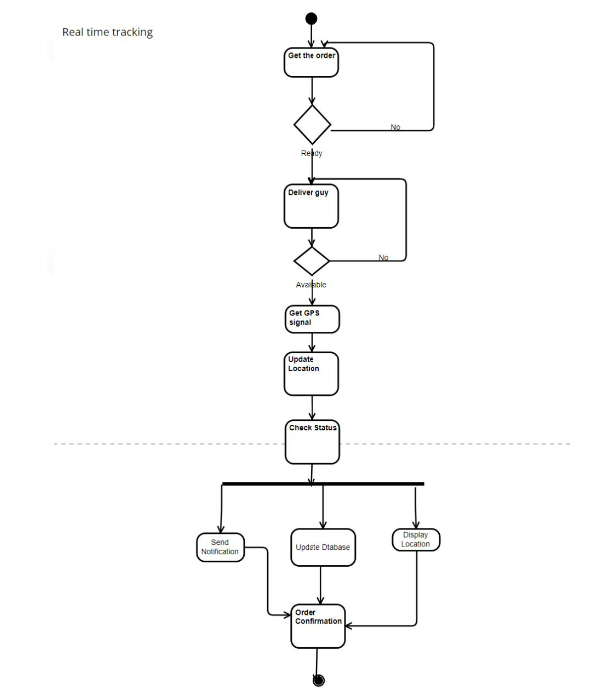 Real time tracking
Get the order
No
Ready
Deliver guy
No
Available
Get GPS
signal
Update
Location
Check Status
Send
Notification
Update Dtabase
Display
Location
Order
Confirmation